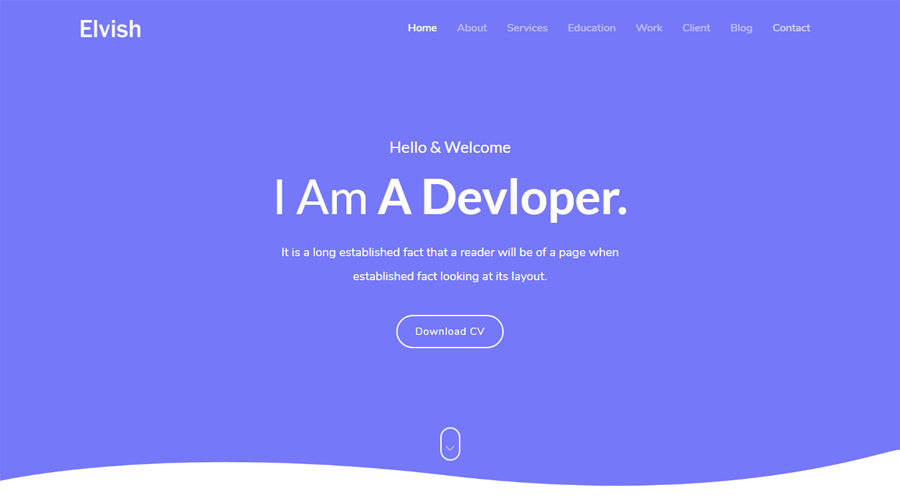 Elvish
Home About Services Education Work Client Blog Contact
Hello & Welcome
I Am A Devloper.
It is a long established fact that a reader will be of a page when
established fact looking at its layout.
Download CV